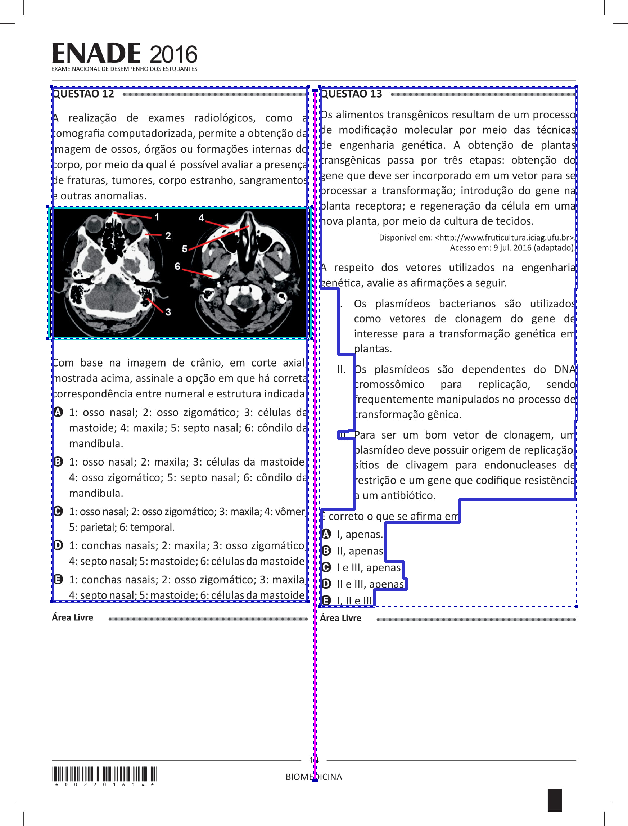 ENADE 2016
EXAME NACIONAL DE DESEMPENHO DOS ESTUDANTES
QUESTÃO 12
A realização de exames radiológicos, como a
tomografia computadorizada, permite a obtenção da
imagem de ossos, órgãos ou formações internas do
corpo, por meio da qual é possível avaliar a presença
de fraturas, tumores, corpo estranho, sangramentos
e outras anomalias.
1
2
3
4
5
6
Com base na imagem de crânio, em corte axial
mostrada acima, assinale a opção em que há correta
correspondência entre numeral e estrutura indicada
A 1: osso nasal; 2: osso zigomático; 3: células da
mastoide; 4: maxila; 5: septo nasal; 6: côndilo da
mandíbula.
B 1: osso nasal; 2: maxila; 3: células da mastoide
4: osso zigomático; 5: septo nasal; 6: côndilo da
mandíbula.
C 1: osso nasal; 2: osso zigomático; 3: maxila; 4: vômer;
5: parietal; 6: temporal.
D 1: conchas nasais; 2: maxila; 3: osso zigomático;
4: septo nasal; 5: mastoide; 6: células da mastoide
E 1: conchas nasais; 2: osso zigomático; 3: maxila;
4: septo nasal; 5: mastoide; 6: células da mastoide
Área Livre
QUESTÃO 13
Os alimentos transgênicos resultam de um processo
de modificação molecular por meio das técnicas
de engenharia genética. A obtenção de plantas
transgênicas passa por três etapas: obtenção do
gene que deve ser incorporado em um vetor para se
processar a transformação; introdução do gene na
planta receptora; e regeneração da célula em uma
nova planta, por meio da cultura de tecidos.
Disponível em: <http://www.fruticultura.iciag.ufu.br>
Acesso em: 9 jul. 2016 (adaptado)
A respeito dos vetores utilizados na engenharia
genética, avalie as afirmações a seguir.
I. Os plasmídeos bacterianos são utilizados
como vetores de clonagem do gene de
interesse para a transformação genética em
plantas.
II. Os plasmídeos são dependentes do DNA
cromossômico para replicação, sendo
frequentemente manipulados no processo de
transformação gênica.
III. Para ser um bom vetor de clonagem, um
plasmídeo deve possuir origem de replicação,
sítios de clivagem para endonucleases de
restrição e um gene que codifique resistência
a um antibiótico.
É correto o que se afirma em
A I, apenas.
B II, apenas
C I e III, apenas
D II e III, apenas.
E I, II e III
Área Livre
BIOMEDICINA